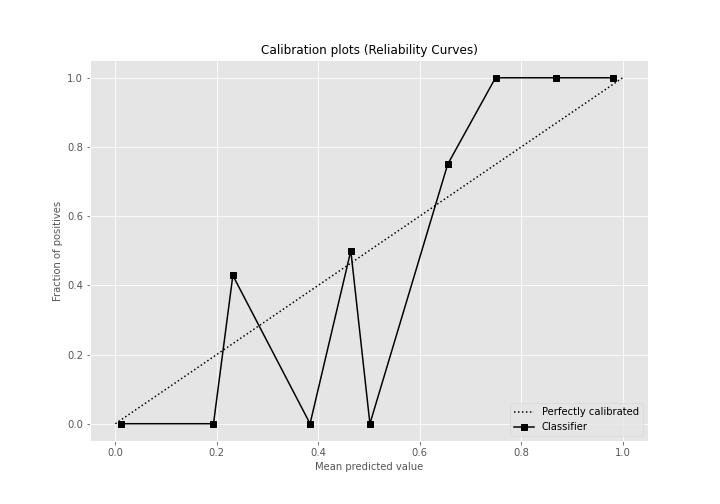 Calibration plots (Reliability Curves)
1.0
0.8
0.6
0.4
0.2
0.0
Fraction of positives
0.0 0.2 0.4 0.6 0.8 1.0
Mean predicted value
Perfectly calibrated
Classifier